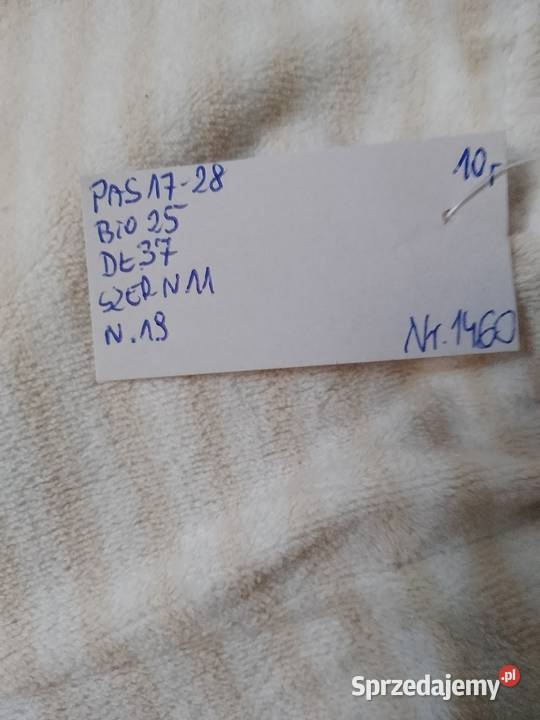 PAS 17-28
10,-
BIO 25
DŁ.37
SZER N 11
N.19
Nr.1460
Sprzedajemy.pl